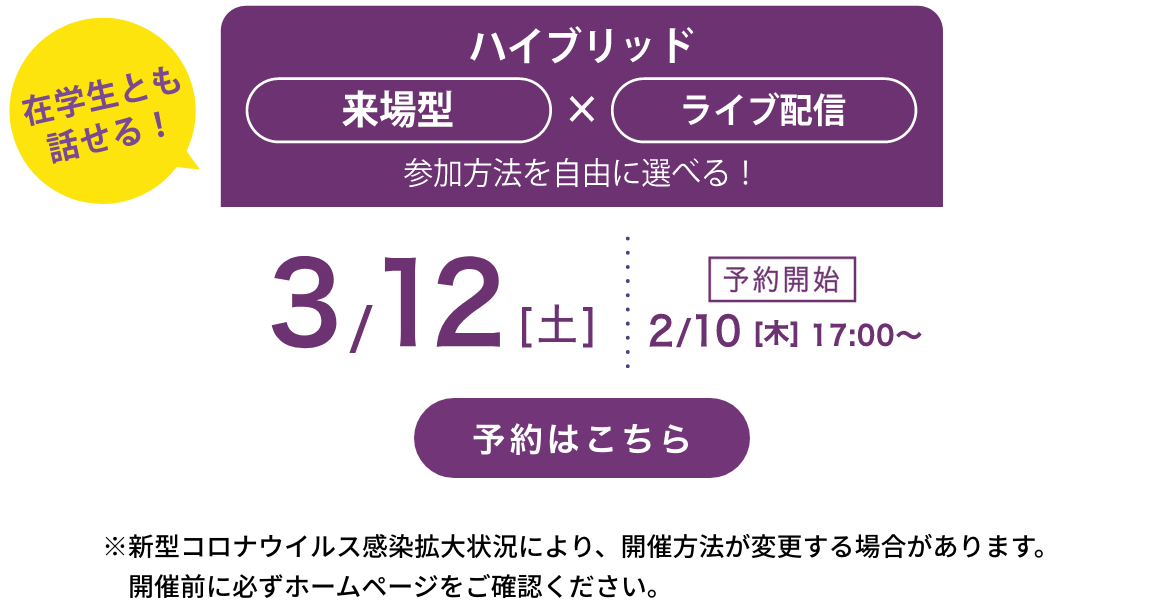 在学生とも
話せる！
ハイブリッド
来場型 × ライブ配信
参加方法を自由に選べる！
3/12［土］
予約開始
2/10［木］17:00〜
予約はこちら
※新型コロナウイルス感染拡大状況により、開催方法が変更する場合があります。
開催前に必ずホームページをご確認ください。